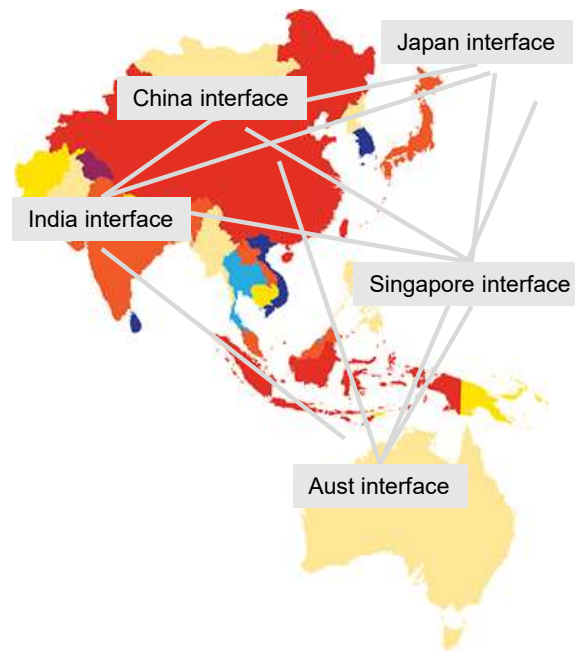 Japan interface
China interface
India interface
Singapore interface
Aust interface